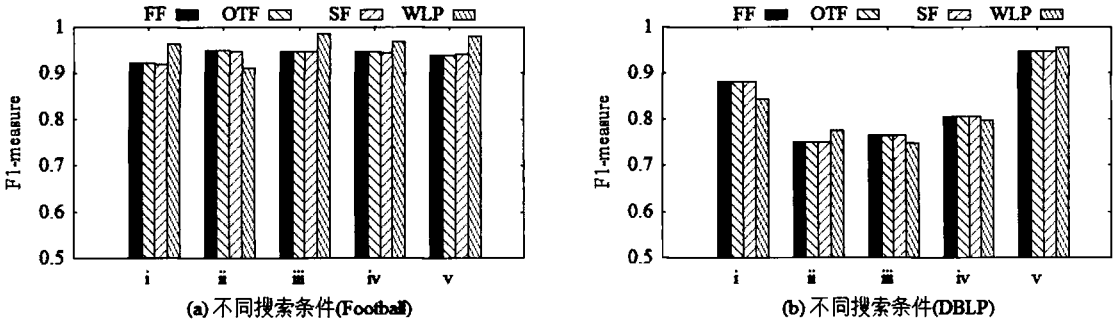 FF OTF SF WLP
1
0.9
0.8
0.7
0.6
0.5
F1-measure
i ii iii iv v
(a) 不同搜索条件(Football)
FF OTF SF WLP
1
0.9
0.8
0.7
0.6
0.5
F1-measure
i ii iii iv v
(b) 不同搜索条件(DBLP)